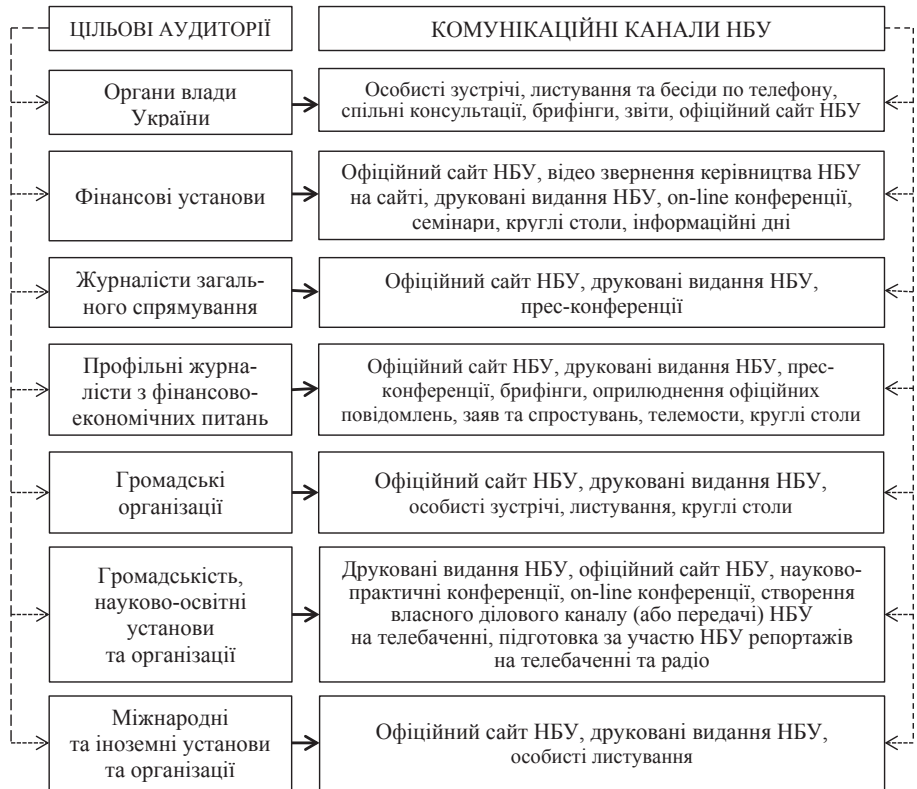 ЦІЛЬОВІ АУДИТОРІЇ
КОМУНІКАЦІЙНІ КАНАЛИ НБУ
Органи влади
України
Особисті зустрічі, листування та бесіди по телефону,
спільні консультації, брифінги, звіти, офіційний сайт НБУ
Фінансові установи
Офіційний сайт НБУ, відео звернення керівництва НБУ
на сайті, друковані видання НБУ, on-line конференції,
семінари, круглі столи, інформаційні дні
Журналісти загаль-
ного спрямування
Офіційний сайт НБУ, друковані видання НБУ,
прес-конференції
Профільні журна-
лісти з фінансово-
економічних питань
Офіційний сайт НБУ, друковані видання НБУ, прес-
конференції, брифінги, оприлюднення офіційних
повідомлень, заяв та спростувань, телемости, круглі столи
Громадські
організації
Офіційний сайт НБУ, друковані видання НБУ,
особисті зустрічі, листування, круглі столи
Громадськість,
науково-освітні
установи
та організації
Друковані видання НБУ, офіційний сайт НБУ, науково-
практичні конференції, on-line конференції, створення
власного ділового каналу (або передачі) НБУ
на телебаченні, підготовка за участю НБУ репортажів
на телебаченні та радіо
Міжнародні
та іноземні установи
та організації
Офіційний сайт НБУ, друковані видання НБУ,
особисті листування